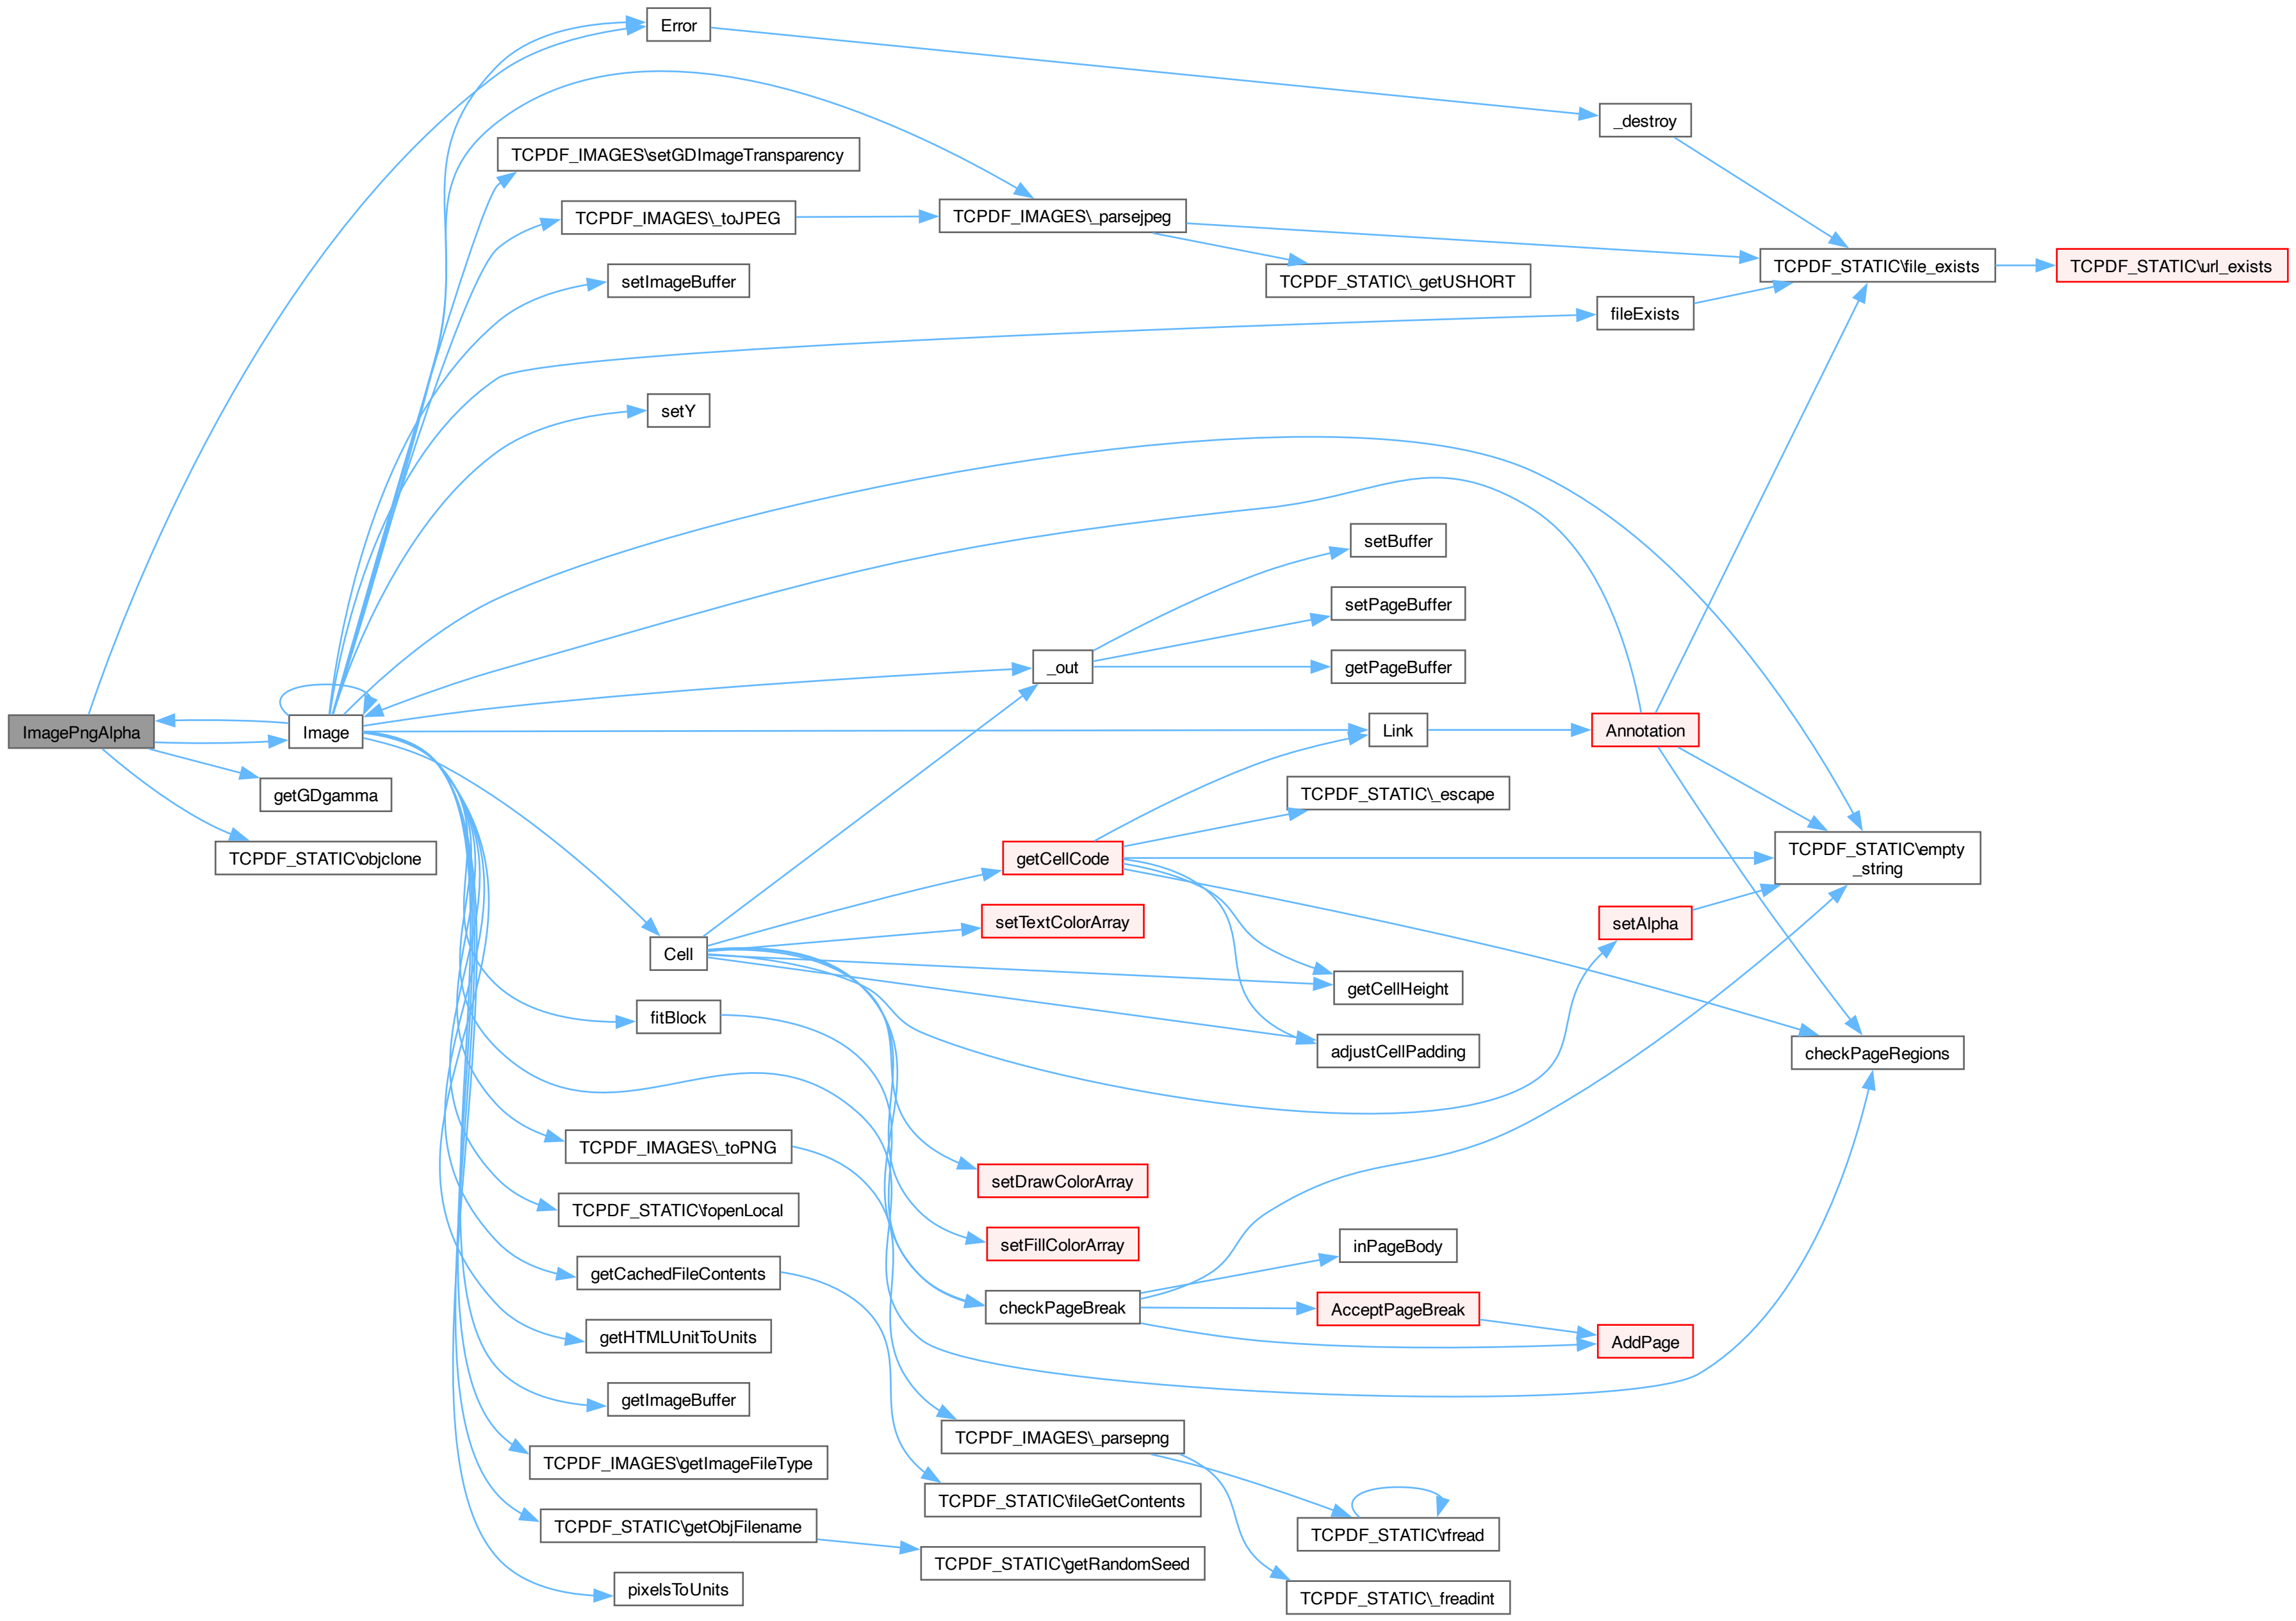 Error
_destroy
TCPDF_IMAGES\setGDImageTransparency
TCPDF_IMAGES\_toJPEG
TCPDF_IMAGES\_parsejpeg
TCPDF_STATIC\file_exists
TCPDF_STATIC\url_exists
setImageBuffer
TCPDF_STATIC\_getUSHORT
fileExists
setY
setBuffer
setPageBuffer
_out
getPageBuffer
ImagePngAlpha
Image
Link
Annotation
getGDgamma
TCPDF_STATIC\_escape
TCPDF_STATIC\objclone
getCellCode
TCPDF_STATIC\empty
_string
setTextColorArray
setAlpha
Cell
getCellHeight
fitBlock
adjustCellPadding
checkPageRegions
TCPDF_IMAGES\_toPNG
setDrawColorArray
TCPDF_STATIC\fopenLocal
setFillColorArray
inPageBody
getCachedFileContents
checkPageBreak
AcceptPageBreak
getHTMLUnitToUnits
AddPage
getImageBuffer
TCPDF_IMAGES\_parsepng
TCPDF_IMAGES\getImageFileType
TCPDF_STATIC\fileGetContents
TCPDF_STATIC\getObjFilename
TCPDF_STATIC\rfread
TCPDF_STATIC\getRandomSeed
pixelsToUnits
TCPDF_STATIC\_freadint